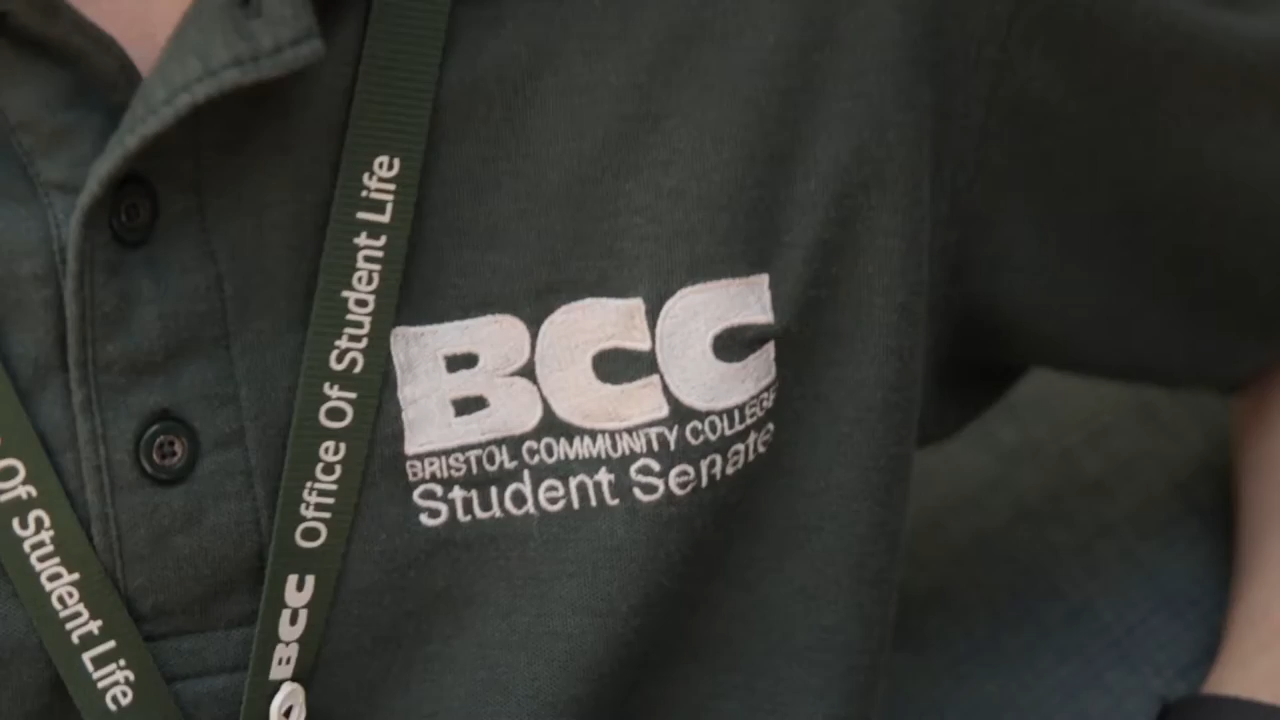 Of Student Life
BCC Office Of Student Life
BCC
BRISTOL COMMUNITY COLLEGE
Student Senate